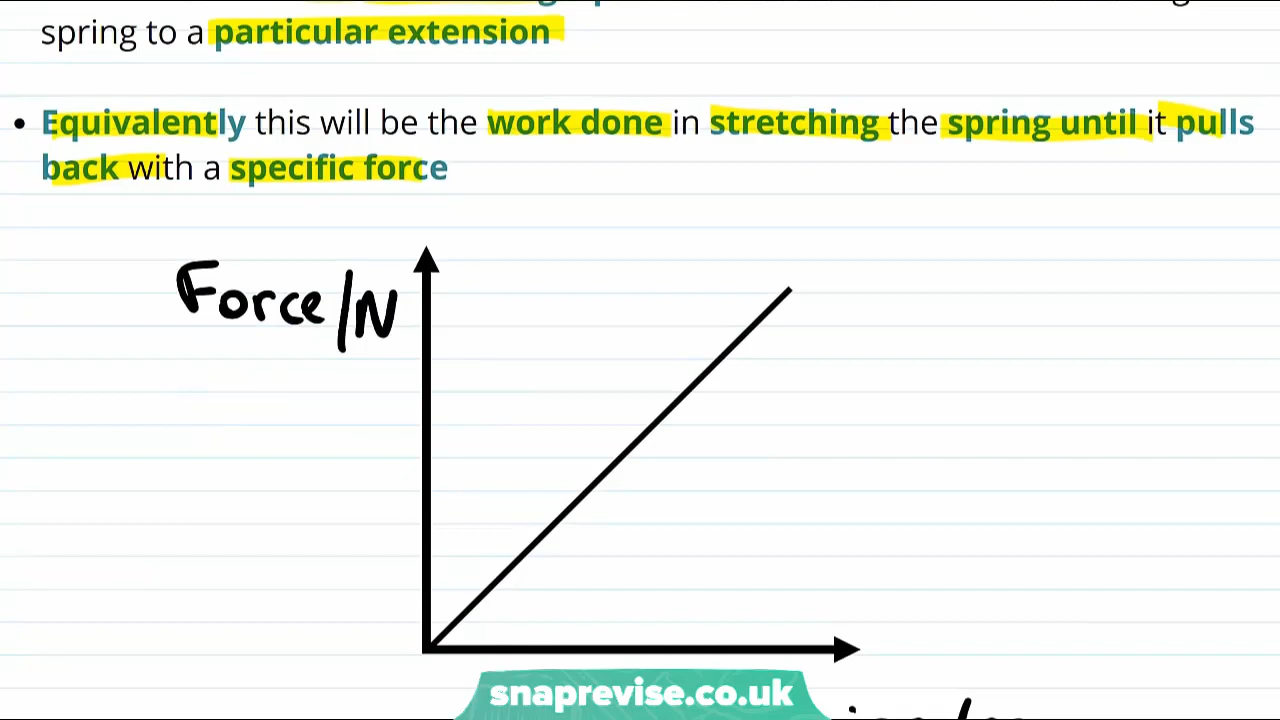 spring to a particular extension
• Equivalently this will be the work done in stretching the spring until it pulls
back with a specific force
Force/N
snaprevise.co.uk